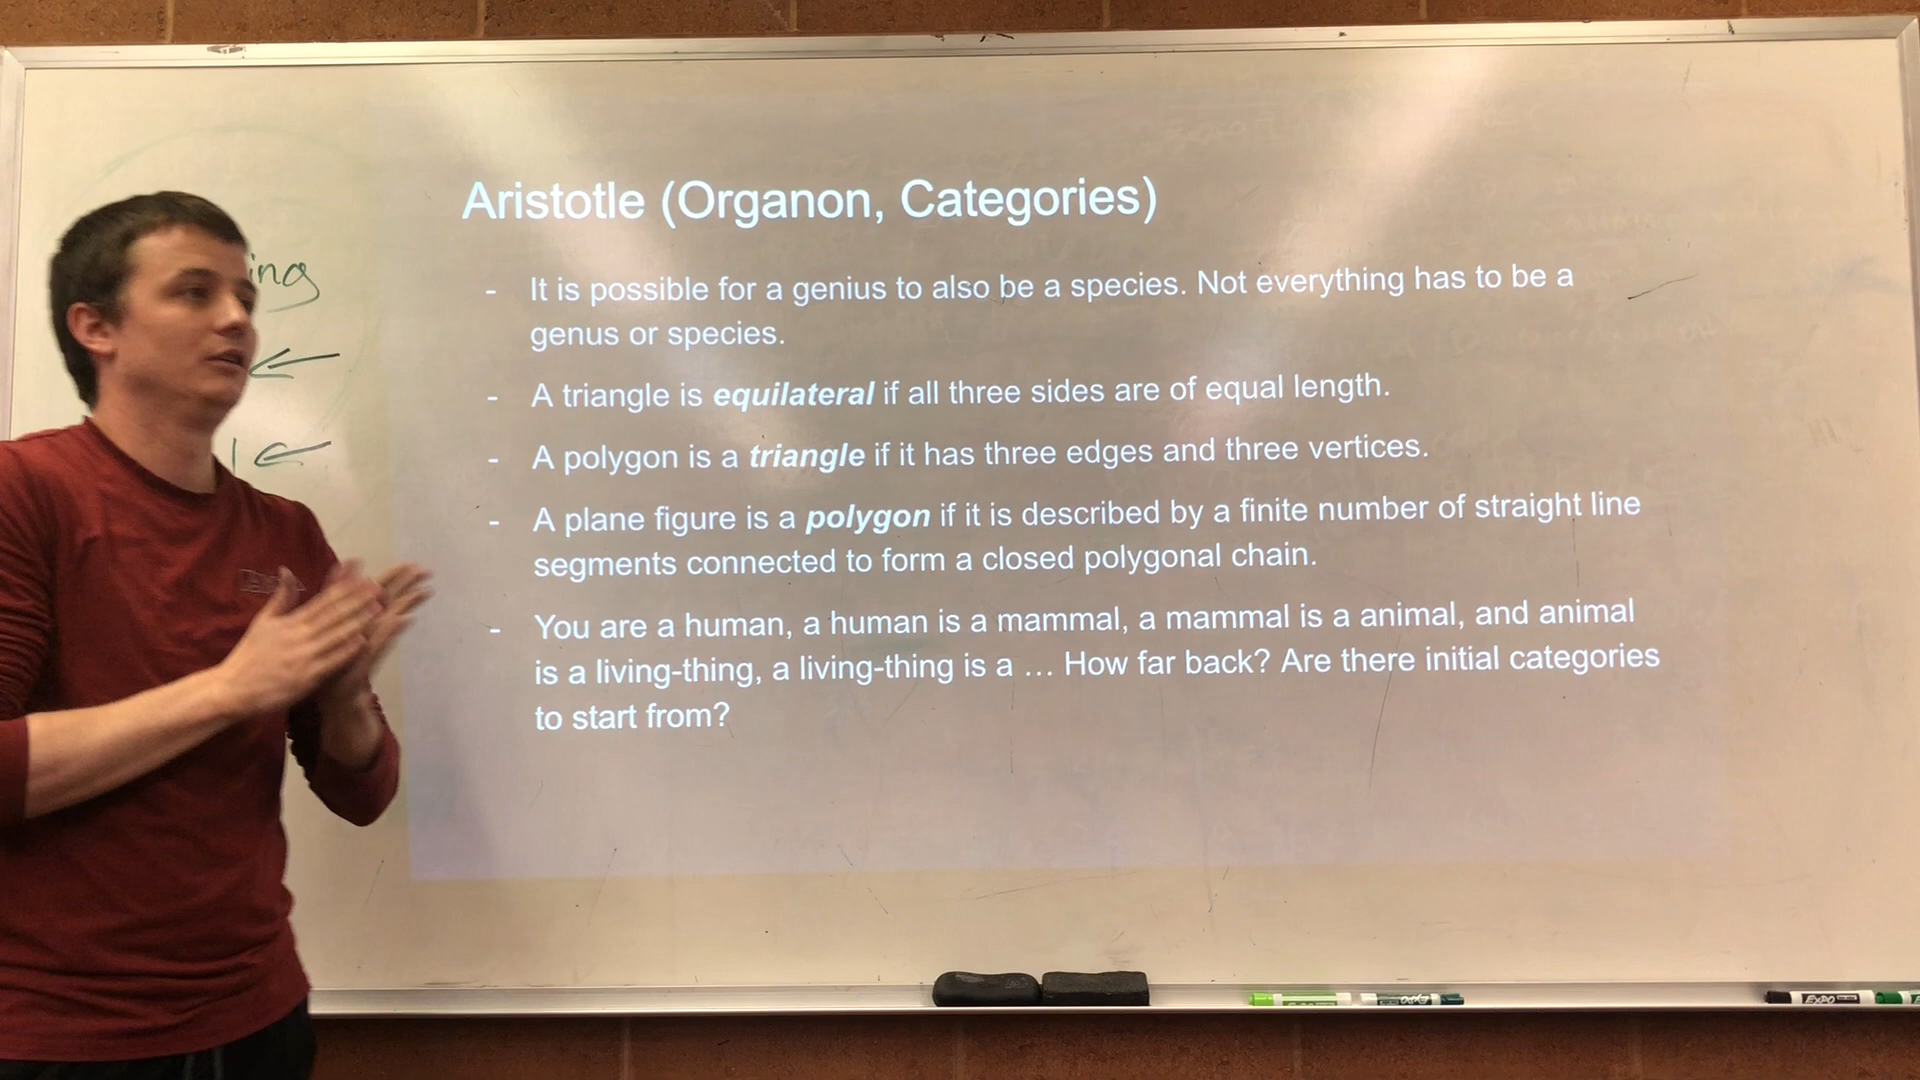 Aristotle (Organon, Categories)
- It is possible for a genius to also be a species. Not everything has to be a
genus or species.
- A triangle is equilateral if all three sides are of equal length.
- A polygon is a triangle if it has three edges and three vertices.
- A plane figure is a polygon if it is described by a finite number of straight line
segments connected to form a closed polygonal chain.
- You are a human, a human is a mammal, a mammal is a animal, and animal
is a living-thing, a living-thing is a ... How far back? Are there initial categories
to start from?
ing
EXPO